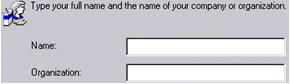 Type your full name and the name of your company or organization.
Name:
Organization: